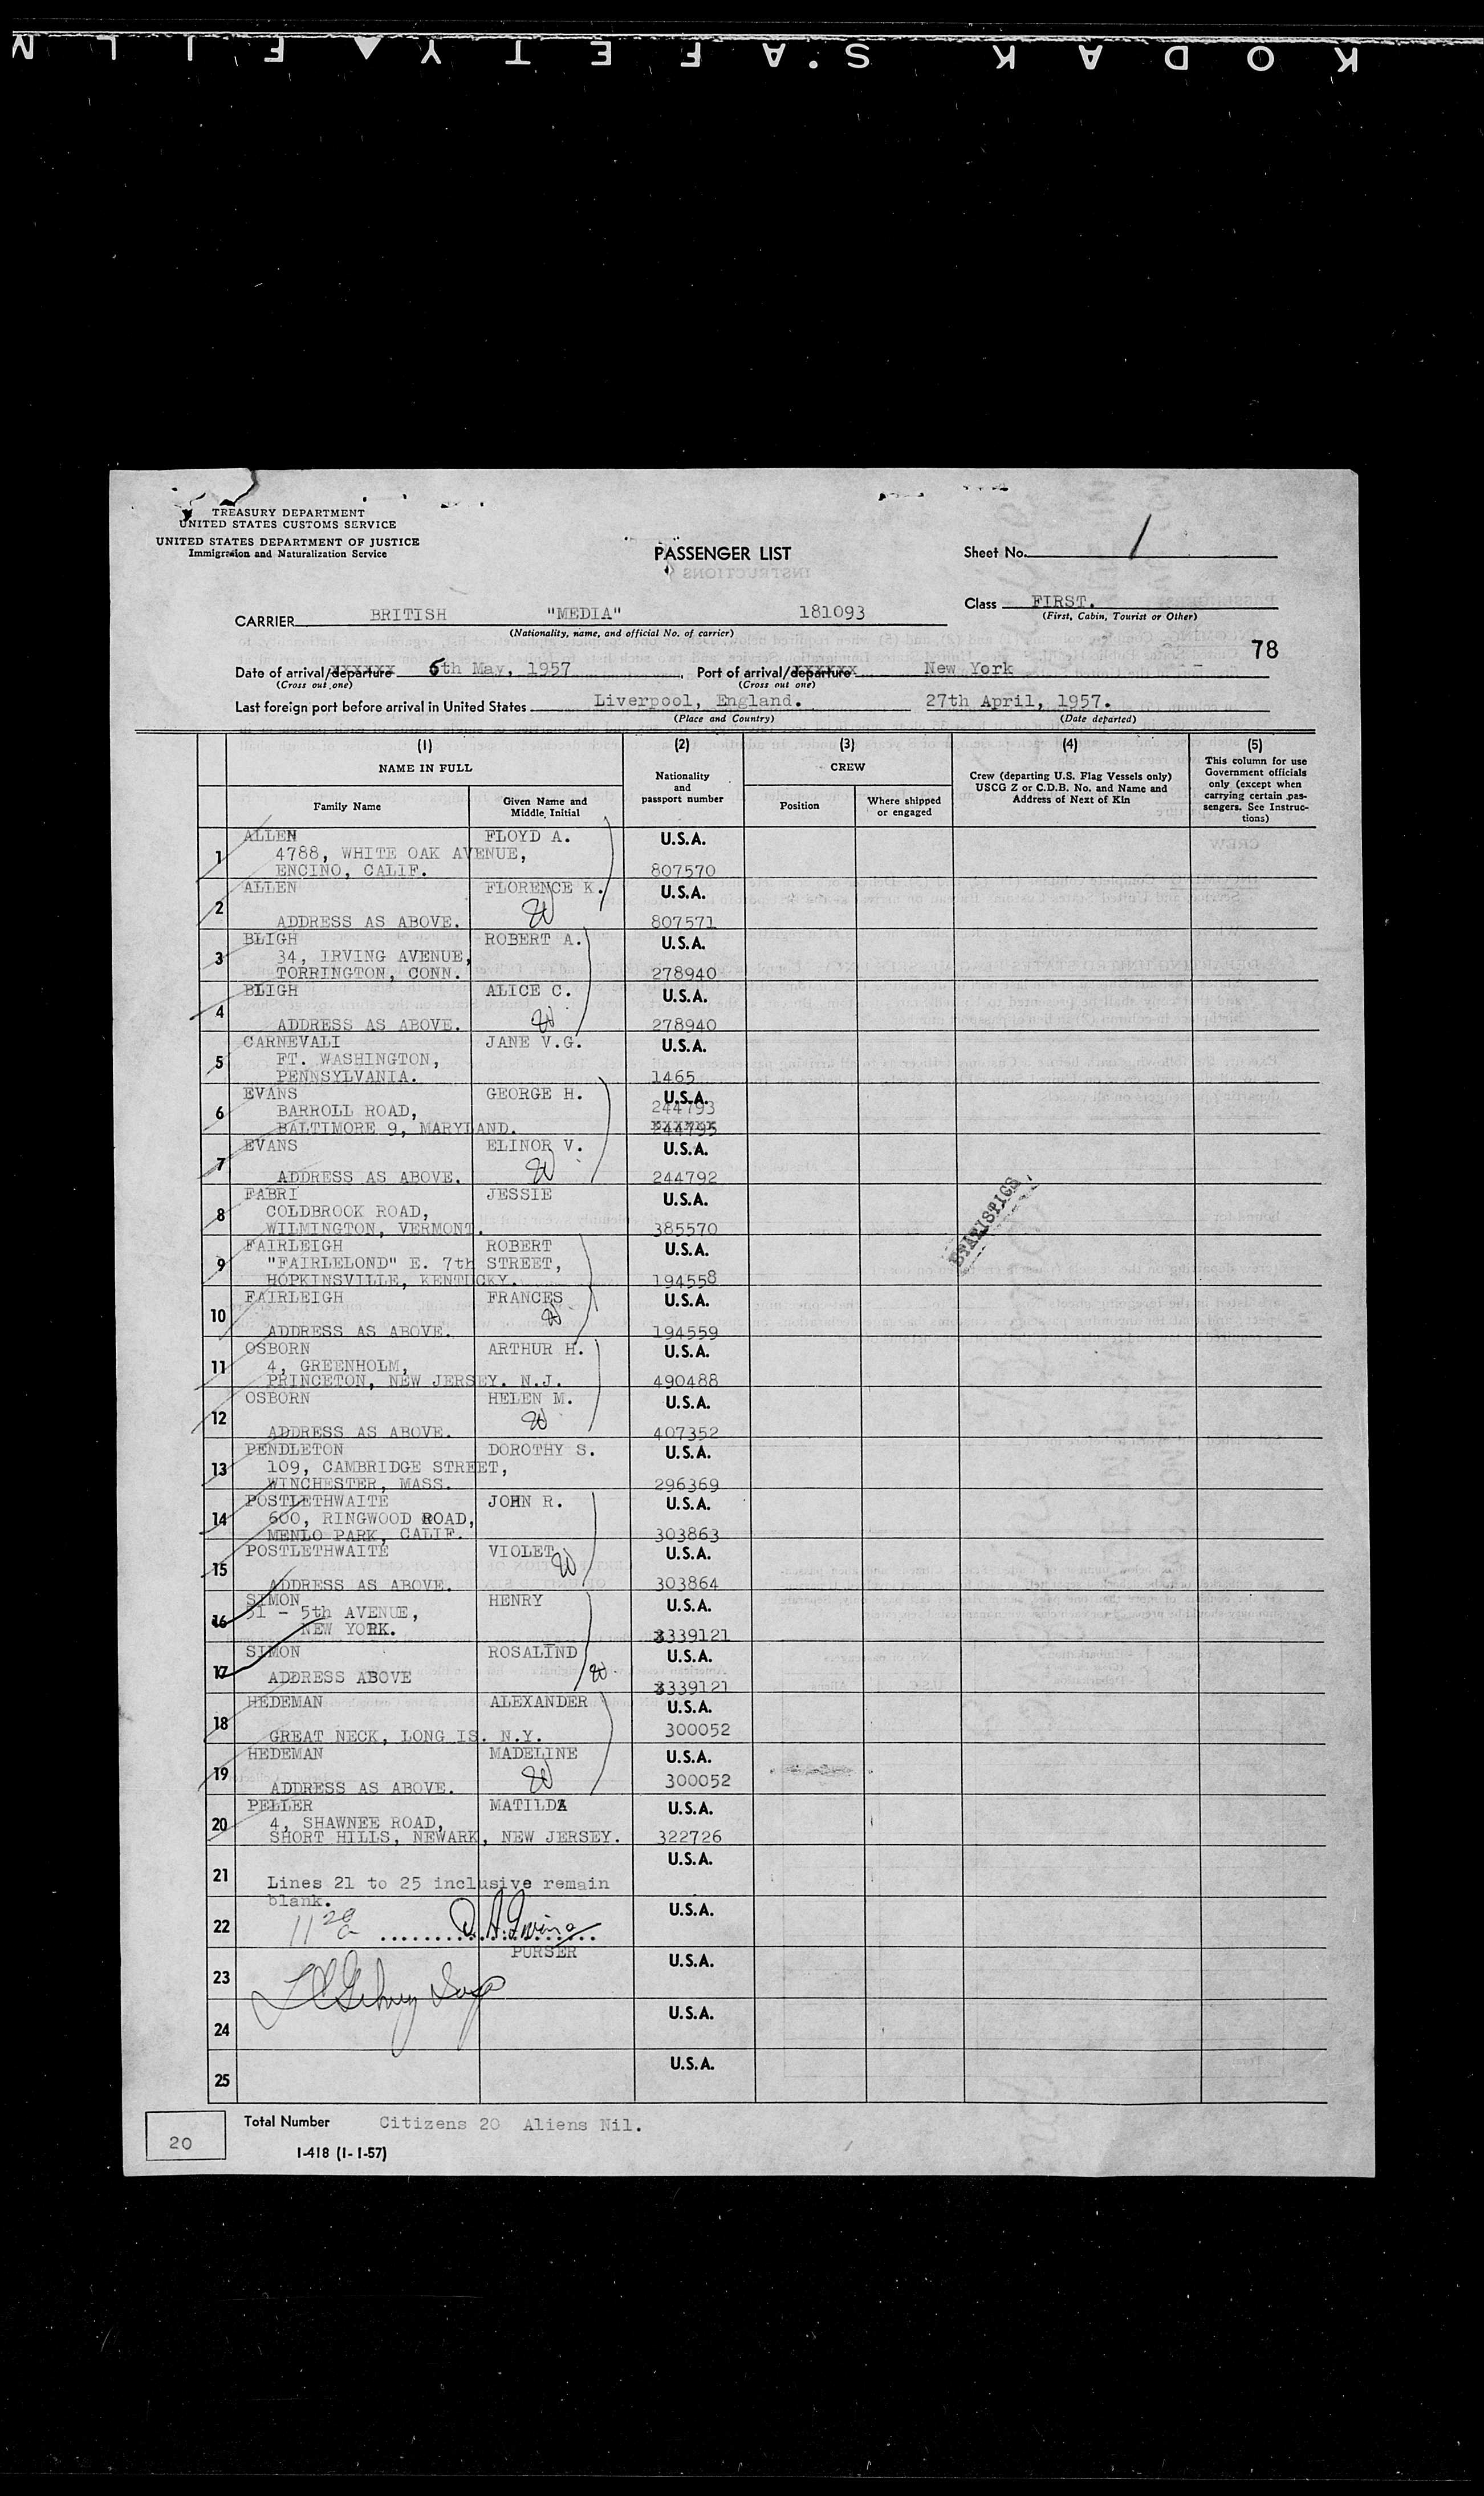 KODAK SAFETY FILM
TREASURY DEPARTMENT
UNITED STATES CUSTOMS SERVICE
UNITED STATES DEPARTMENT OF JUSTICE
Immigration and Naturalization Service
PASSENGER LIST
Sheet No. 1
Class FIRST.
(First, Cabin, Tourist or Other)
CARRIER BRITISH "MEDIA" 181093
(Nationality, name, and official No. of carrier)
78
Date of arrival/departure 6th May, 1957, Port of arrival/departure New York
(Cross out one) (Cross out one)
Last foreign port before arrival in United States Liverpool, England. 27th April, 1957.
(Place and Country) (Date departed)
(1) (2) (3) (4) (5)
NAME IN FULL
Family Name
Given Name and Middle Initial
Nationality and passport number
CREW
Position
Where shipped or engaged
Crew (departing U.S. Flag Vessels only) USCG Z or C.D.B. No. and Name and Address of Next of Kin
This column for use Government officials only (except when carrying certain passengers. See Instructions)
1 ALLEN FLOYD A. U.S.A.
4788, WHITE OAK AVENUE,
ENCINO, CALIF. 807570
2 ALLEN FLORENCE K. U.S.A.
ADDRESS AS ABOVE. 807571
3 BLIGH ROBERT A. U.S.A.
34, IRVING AVENUE,
TORRINGTON, CONN. 278940
4 BLIGH ALICE C. U.S.A.
ADDRESS AS ABOVE. 278940
5 CARNEVALI JANE V.G. U.S.A.
FT. WASHINGTON,
PENNSYLVANIA. 1465
6 EVANS GEORGE H. U.S.A.
BARROLL ROAD, 244793
BALTIMORE 9, MARYLAND. 244795
7 EVANS ELINOR V. U.S.A.
ADDRESS AS ABOVE. 244792
8 FABRI JESSIE U.S.A.
COLDBROOK ROAD,
WILMINGTON, VERMONT. 385570
STATISTICS
9 FAIRLEIGH ROBERT U.S.A.
"FAIRLELOND" E. 7th STREET,
HOPKINSVILLE, KENTUCKY. 194558
10 FAIRLEIGH FRANCES U.S.A.
ADDRESS AS ABOVE. 194559
11 OSBORN ARTHUR H. U.S.A.
4, GREENHOLM,
PRINCETON, NEW JERSEY. N.J. 490488
12 OSBORN HELEN M. U.S.A.
ADDRESS AS ABOVE. 407352
13 PENDLETON DOROTHY S. U.S.A.
109, CAMBRIDGE STREET,
WINCHESTER, MASS. 296369
14 POSTLETHWAITE JOHN R. U.S.A.
600, RINGWOOD ROAD,
MENLO PARK, CALIF. 303863
15 POSTLETHWAITE VIOLET U.S.A.
ADDRESS AS ABOVE. 303864
16 SIMON HENRY U.S.A.
51 - 5th AVENUE,
NEW YORK. 3339121
17 SIMON ROSALIND U.S.A.
ADDRESS ABOVE 3339121
18 HEDEMAN ALEXANDER U.S.A.
GREAT NECK, LONG IS. N.Y. 300052
19 HEDEMAN MADELINE U.S.A.
ADDRESS AS ABOVE. 300052
20 PELLER MATILDA U.S.A.
4, SHAWNEE ROAD,
SHORT HILLS, NEWARK, NEW JERSEY. 322726
21 U.S.A.
Lines 21 to 25 inclusive remain
blank.
22 U.S.A.
PURSER
23 U.S.A.
24 U.S.A.
25 U.S.A.
20
Total Number Citizens 20 Aliens Nil.
I-418 (1-1-57)